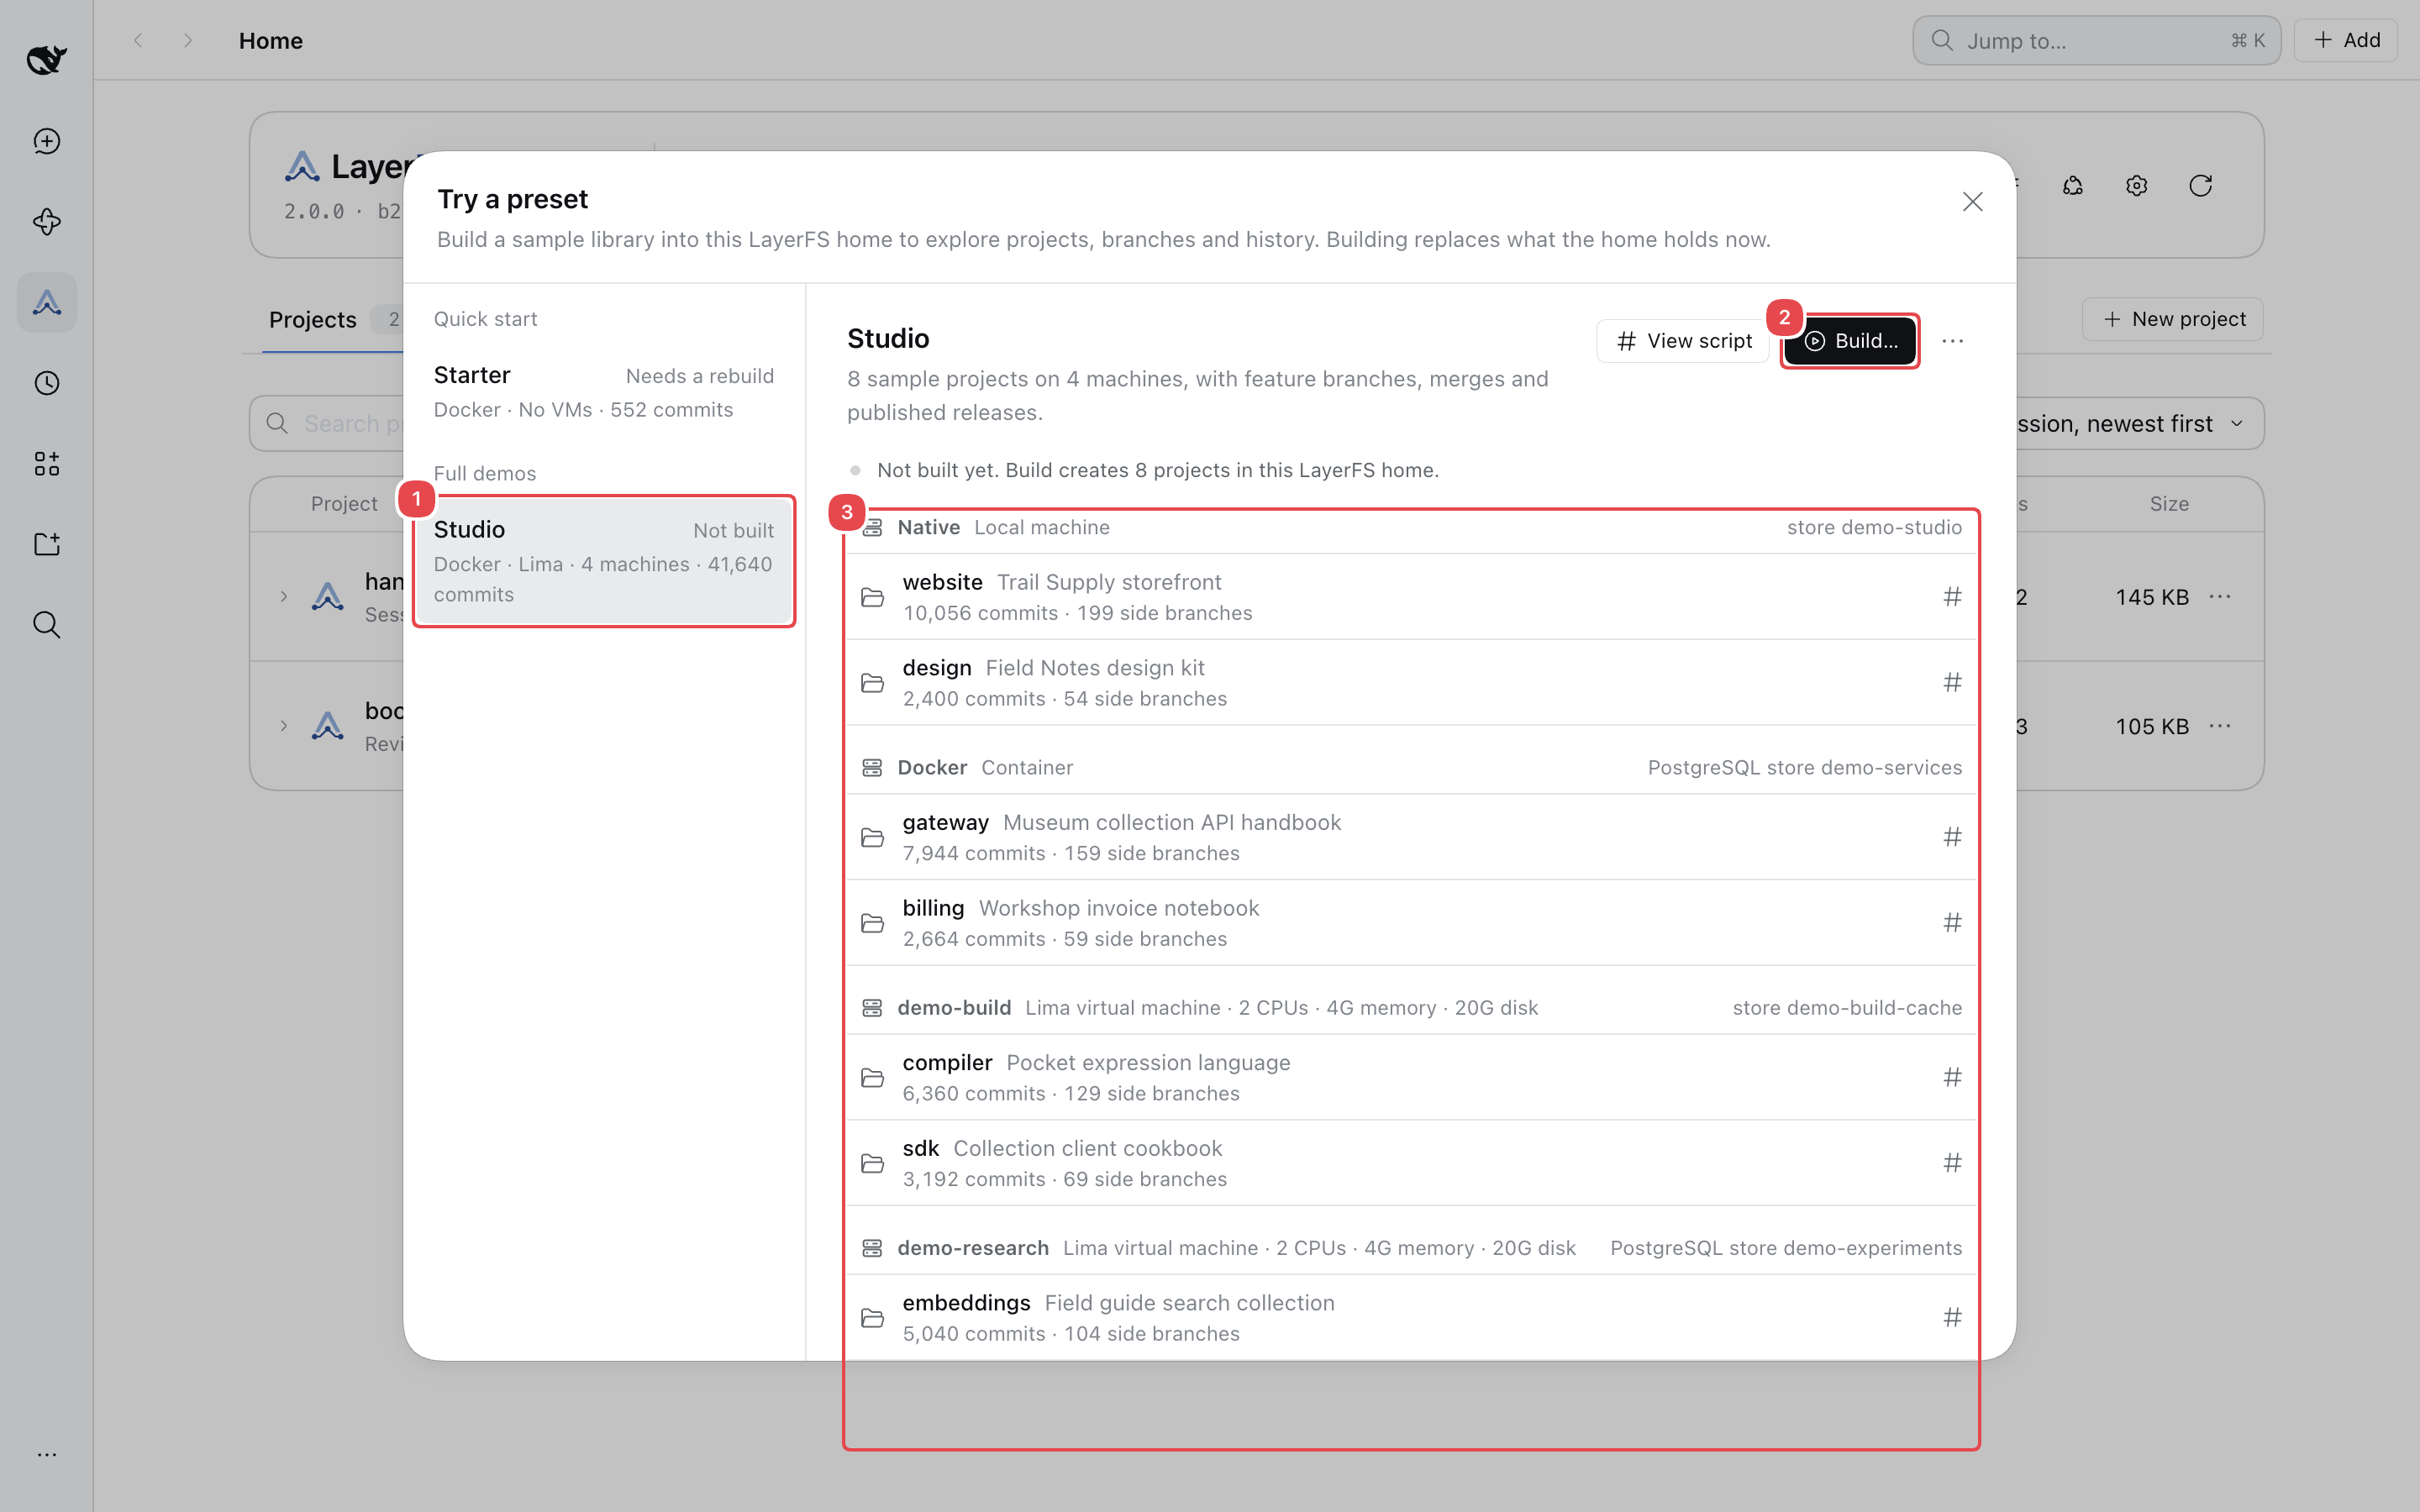 Home
Jump to...
⌘ K
Add
Layer
2.0.0 · b2
Try a preset
Build a sample library into this LayerFS home to explore projects, branches and history. Building replaces what the home holds now.
Projects 2
New project
Search p
ssion, newest first
Project
s
Size
han
Sess
2
145 KB
boo
Revi
3
105 KB
Quick start
Starter
Needs a rebuild
Docker · No VMs · 552 commits
Full demos
1
Studio
Not built
Docker · Lima · 4 machines · 41,640
commits
Studio
View script
2
Build...
8 sample projects on 4 machines, with feature branches, merges and
published releases.
Not built yet. Build creates 8 projects in this LayerFS home.
3
Native Local machine
store demo-studio
website Trail Supply storefront
10,056 commits · 199 side branches
#
design Field Notes design kit
2,400 commits · 54 side branches
#
Docker Container
PostgreSQL store demo-services
gateway Museum collection API handbook
7,944 commits · 159 side branches
#
billing Workshop invoice notebook
2,664 commits · 59 side branches
#
demo-build Lima virtual machine · 2 CPUs · 4G memory · 20G disk
store demo-build-cache
compiler Pocket expression language
6,360 commits · 129 side branches
#
sdk Collection client cookbook
3,192 commits · 69 side branches
#
demo-research Lima virtual machine · 2 CPUs · 4G memory · 20G disk
PostgreSQL store demo-experiments
embeddings Field guide search collection
5,040 commits · 104 side branches
#